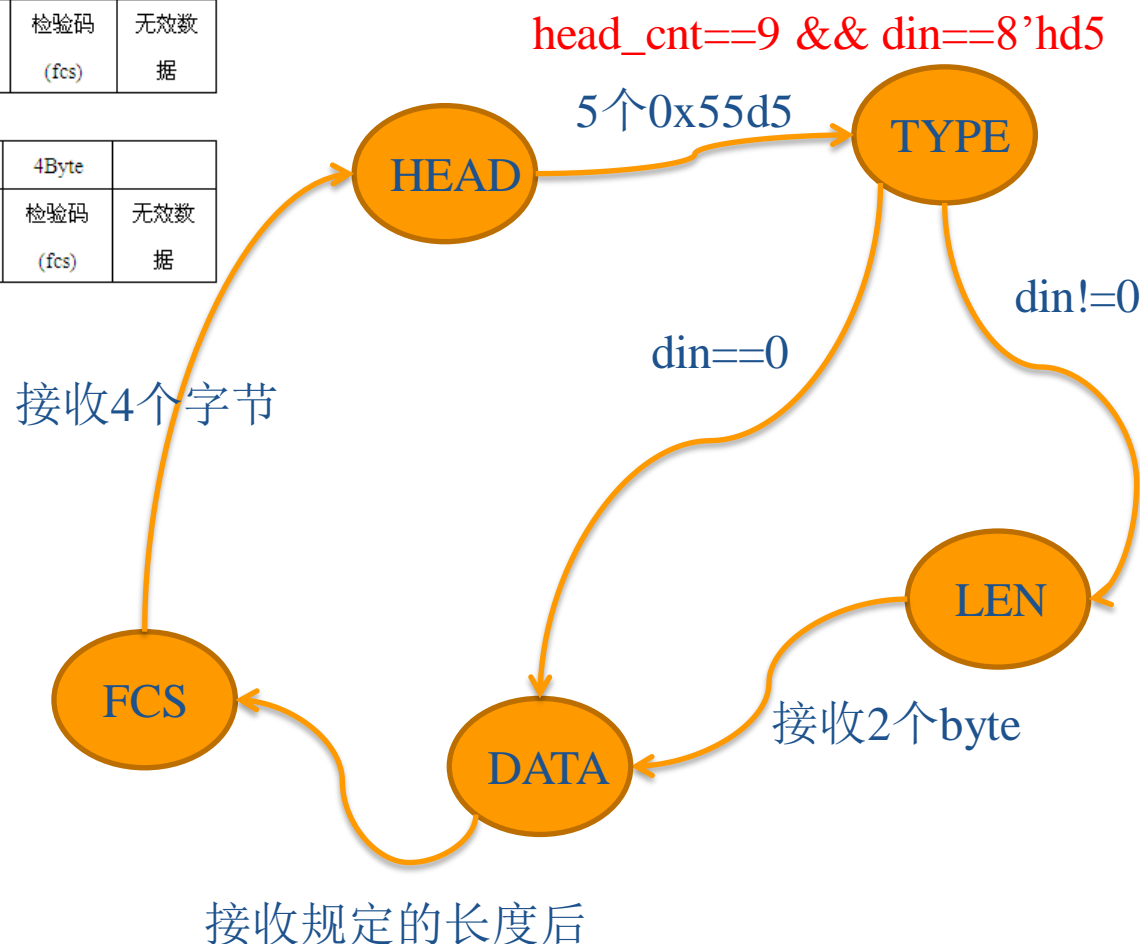 检验码 无效数
(fcs) 据
4Byte
检验码 无效数
(fcs) 据
head_cnt==9 && din==8’hd5
5个0x55d5
HEAD
TYPE
din!=0
din==0
接收4个字节
LEN
FCS
接收2个byte
DATA
接收规定的长度后